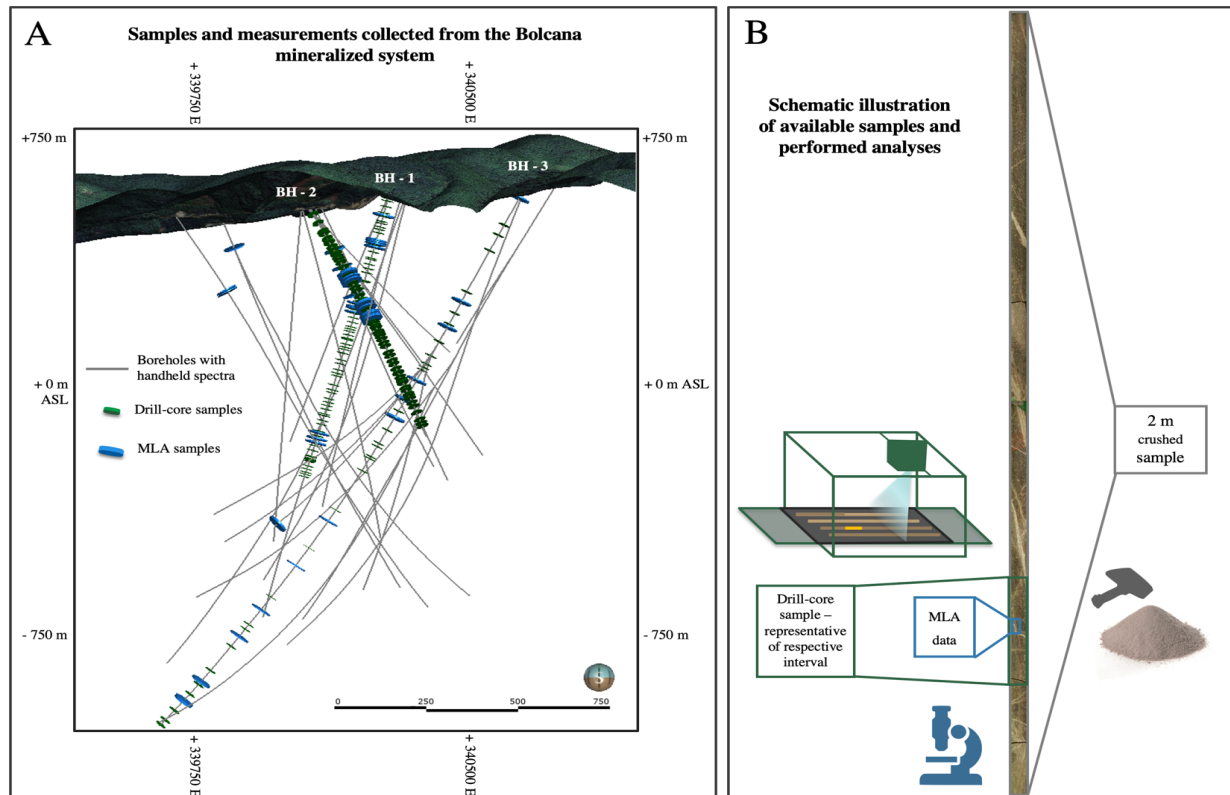 A
Samples and measurements collected from the Bolcana
mineralized system
+ 339750 E
+ 340500 E
+750 m
+750 m
BH - 3
BH - 1
BH - 2
Boreholes with
handheld spectra
+ 0 m
ASL
+ 0 m ASL
Drill-core samples
MLA samples
- 750 m
- 750 m
0
250
500
750
+ 339750 E
+ 340500 E
B
Schematic illustration
of available samples and
performed analyses
2 m
crushed
sample
Drill-core
sample –
representative
of respective
interval
MLA
data